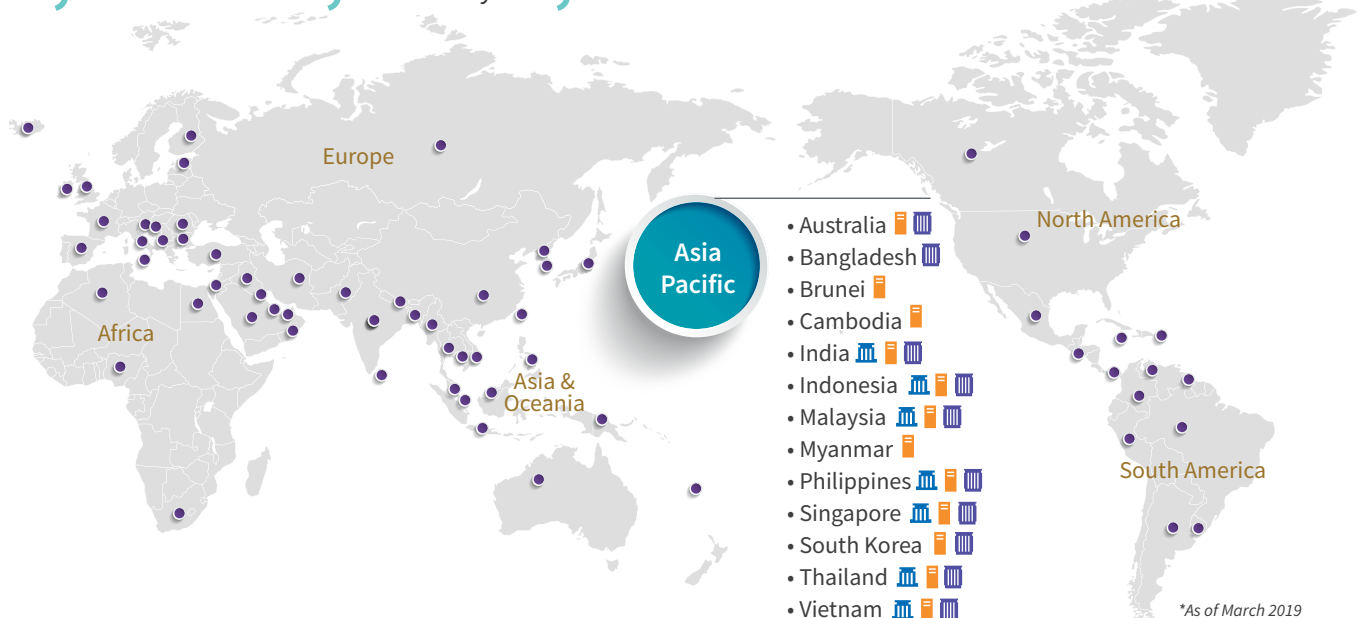 Europe
North America
Asia
Pacific
• Australia
• Bangladesh
• Brunei
• Cambodia
• India
• Indonesia
• Malaysia
• Myanmar
• Philippines
• Singapore
• South Korea
• Thailand
• Vietnam
Africa
Asia &
Oceania
South America
*As of March 2019